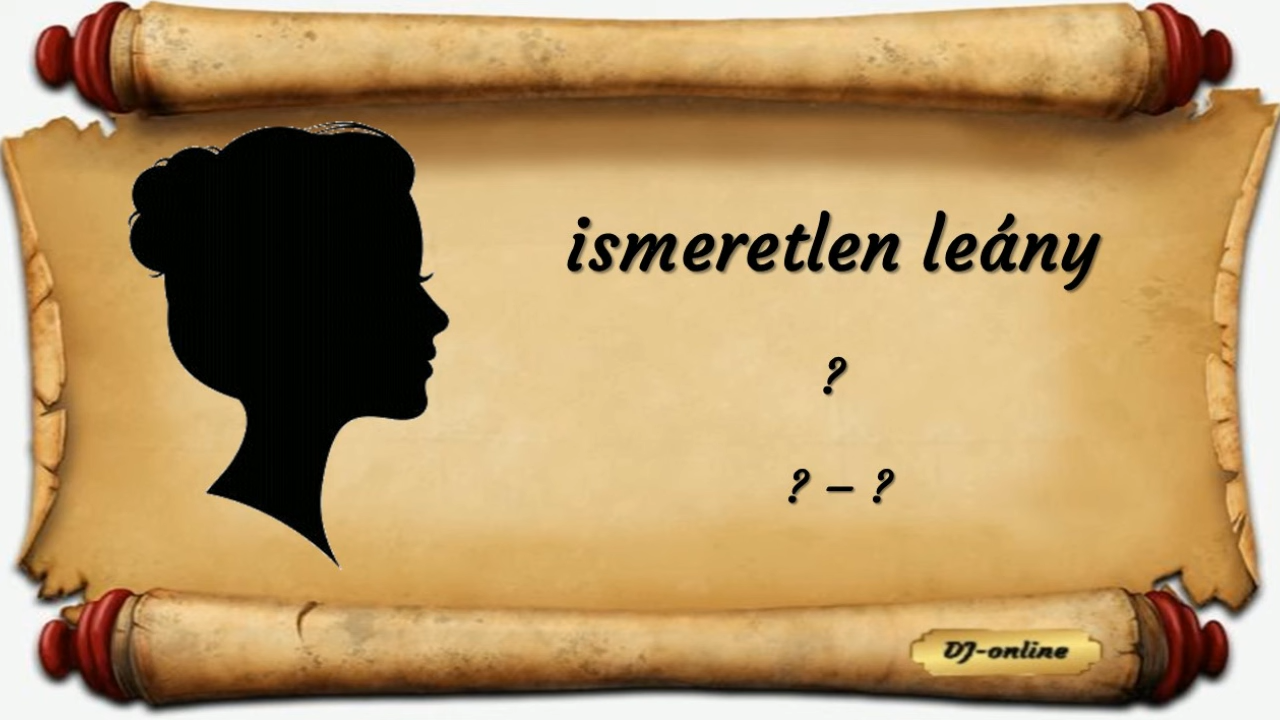 ismeretlen leány
?
? – ?
DJ-online